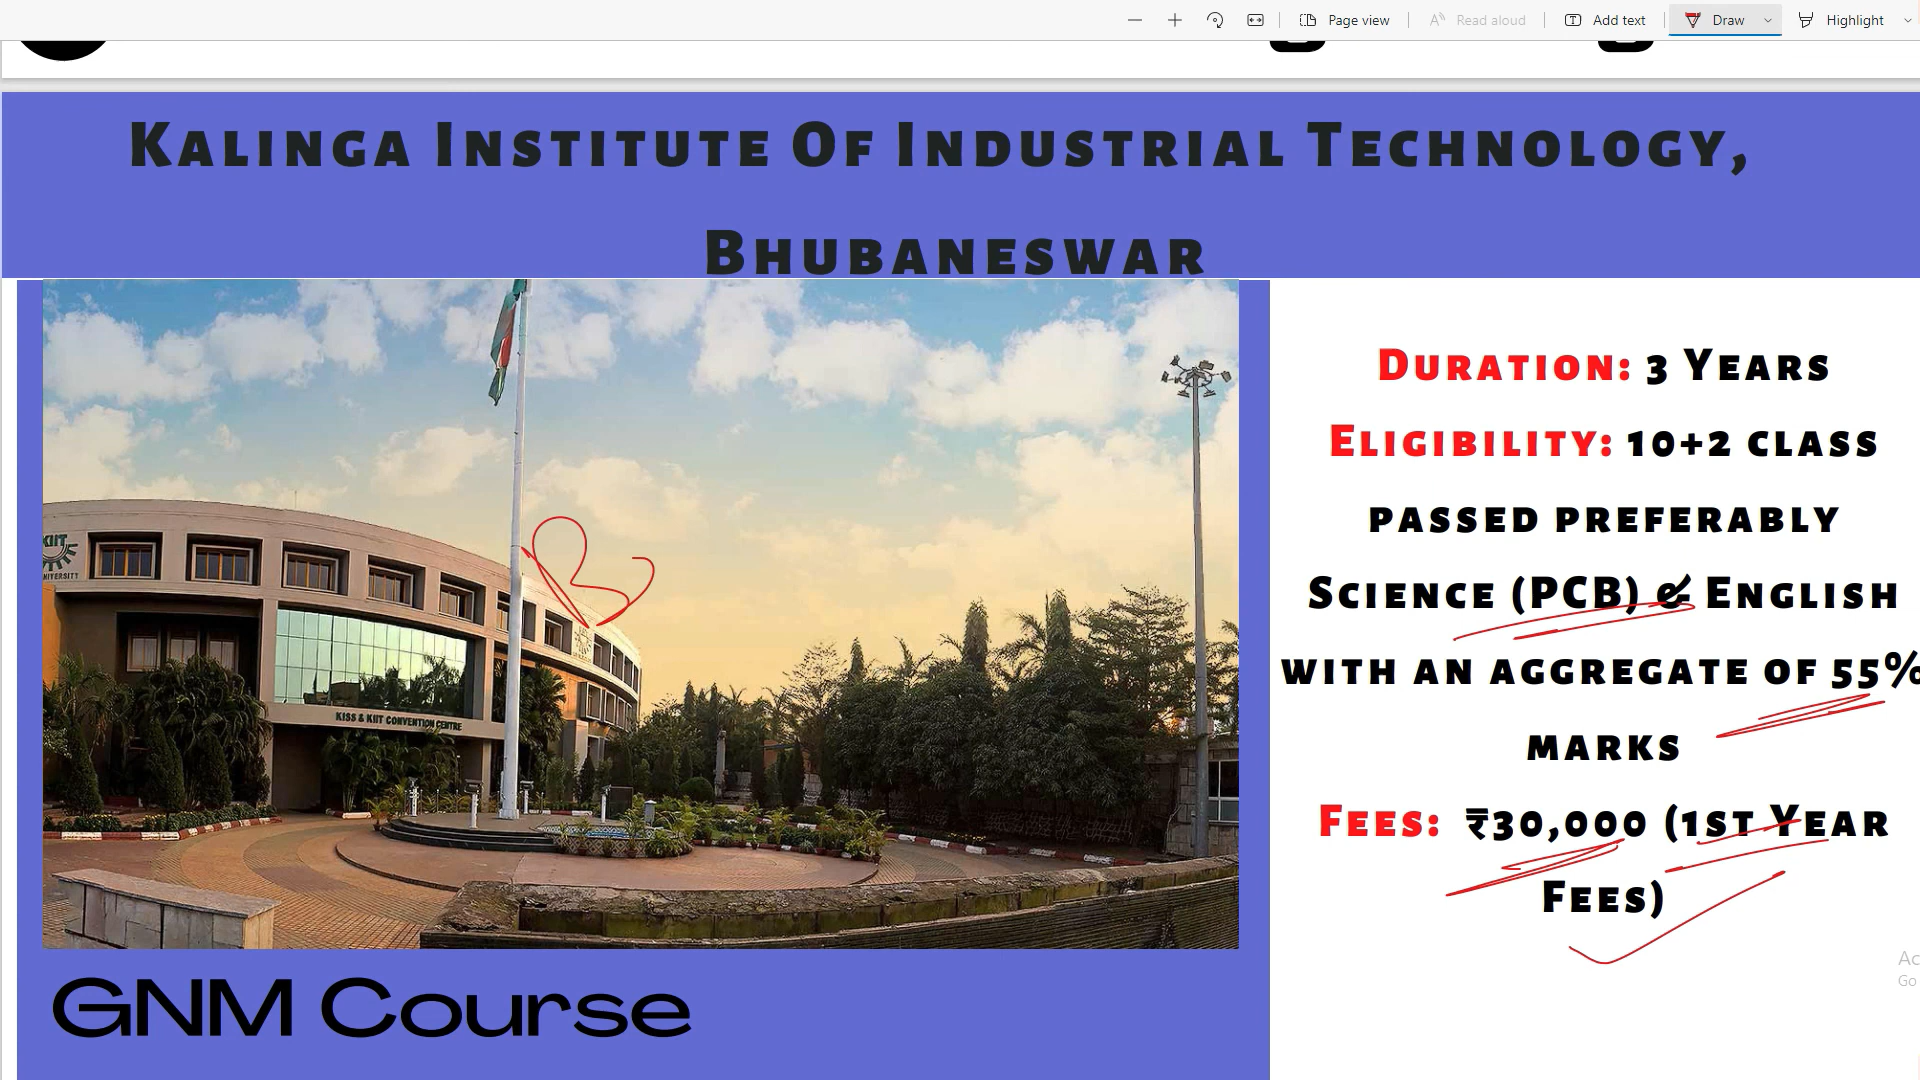 Page view
Read aloud
Add text
Draw
Highlight
Kalinga Institute Of Industrial Technology,
Bhubaneswar
Duration: 3 Years
Eligibility: 10+2 class
passed preferably
Science (PCB) & English
with an aggregate of 55%
marks
Fees: ₹30,000 (1st Year
Fees)
KIIT
KISS & KIIT CONVENTION CENTRE
GNM Course
Ac
Go